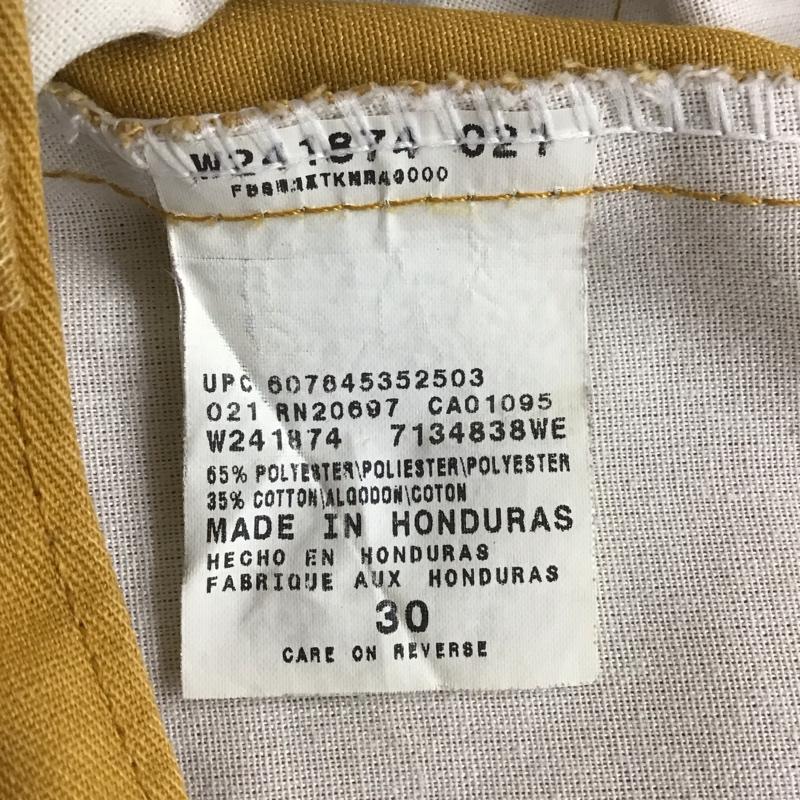 W241874 021
UPC 607645352503
021 RN20697 CA01095
W241874 7134838WE
65% POLYESTER\POLIESTER\POLYESTER
35% COTTON\ALGODON\COTON
MADE IN HONDURAS
HECHO EN HONDURAS
FABRIQUE AUX HONDURAS
30
CARE ON REVERSE